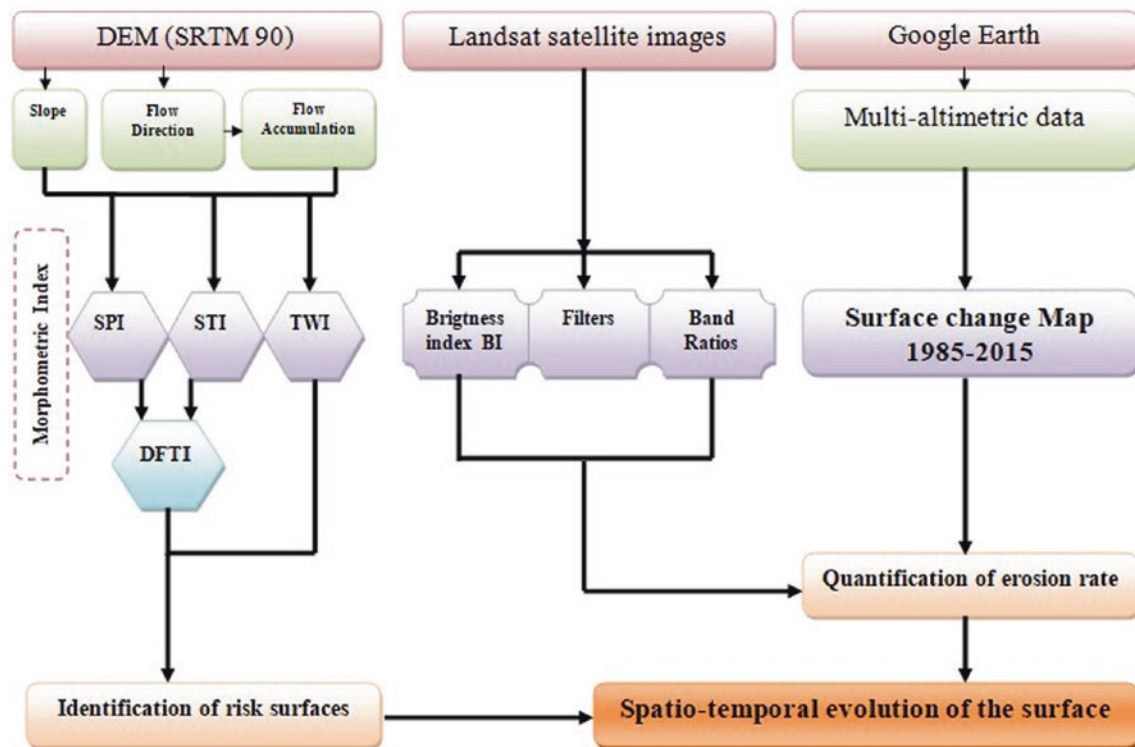 DEM (SRTM 90)
Landsat satellite images
Google Earth
Slope
Flow
Direction
Flow
Accumulation
Multi-altimetric data
Morphometric Index
SPI
STI
TWI
Brigtness
index BI
Filters
Band
Ratios
Surface change Map
1985-2015
DFTI
Quantification of erosion rate
Identification of risk surfaces
Spatio-temporal evolution of the surface